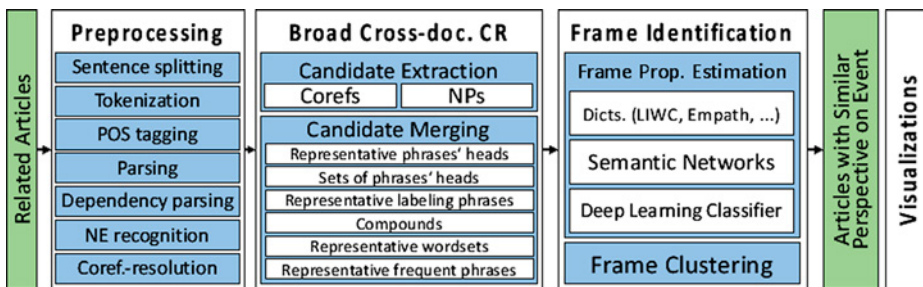 Related Articles
Preprocessing
Sentence splitting
Tokenization
POS tagging
Parsing
Dependency parsing
NE recognition
Coref.-resolution
Broad Cross-doc. CR
Candidate Extraction
Corefs
NPs
Candidate Merging
Representative phrases‘ heads
Sets of phrases‘ heads
Representative labeling phrases
Compounds
Representative wordsets
Representative frequent phrases
Frame Identification
Frame Prop. Estimation
Dicts. (LIWC, Empath, ...)
Semantic Networks
Deep Learning Classifier
Frame Clustering
Articles with Similar
Perspective on Event
Visualizations